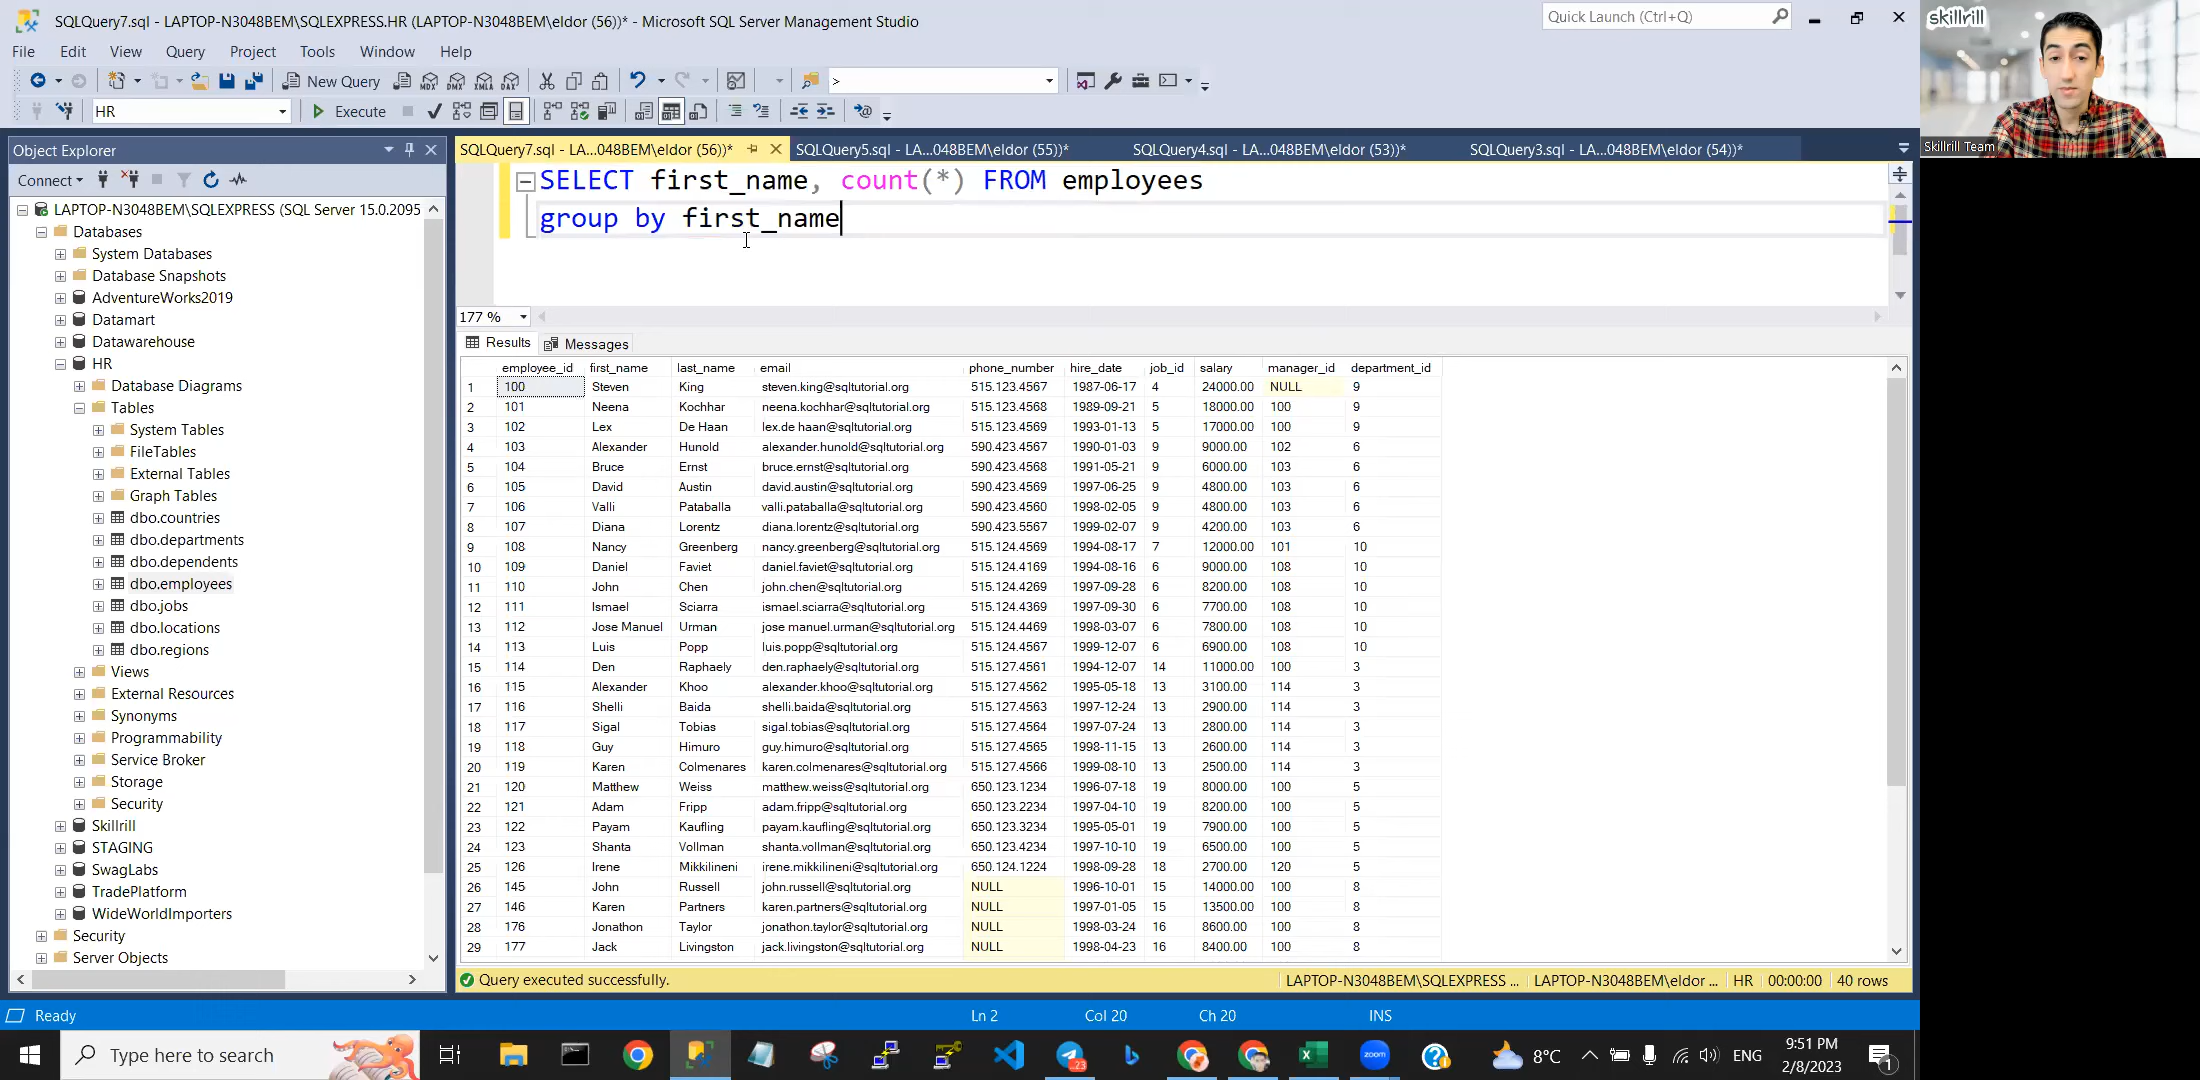 SQLQuery7.sql - LAPTOP-N3048BEM\SQLEXPRESS.HR (LAPTOP-N3048BEM\eldor (56))* - Microsoft SQL Server Management Studio
Quick Launch (Ctrl+Q)
File Edit View Query Project Tools Window Help
New Query
MDX DMX XMLA DAX
>
HR
Execute
Object Explorer
Connect
LAPTOP-N3048BEM\SQLEXPRESS (SQL Server 15.0.2095
Databases
System Databases
Database Snapshots
AdventureWorks2019
Datamart
Datawarehouse
HR
Database Diagrams
Tables
System Tables
FileTables
External Tables
Graph Tables
dbo.countries
dbo.departments
dbo.dependents
dbo.employees
dbo.jobs
dbo.locations
dbo.regions
Views
External Resources
Synonyms
Programmability
Service Broker
Storage
Security
Skillrill
STAGING
SwagLabs
TradePlatform
WideWorldImporters
Security
Server Objects
SQLQuery7.sql - LA...048BEM\eldor (56))* SQLQuery5.sql - LA...048BEM\eldor (55))* SQLQuery4.sql - LA...048BEM\eldor (53))* SQLQuery3.sql - LA...048BEM\eldor (54))*
SELECT first_name, count(*) FROM employees
group by first_name
177 %
Results Messages
employee_id first_name last_name email phone_number hire_date job_id salary manager_id department_id
1 100 Steven King steven.king@sqltutorial.org 515.123.4567 1987-06-17 4 24000.00 NULL 9
2 101 Neena Kochhar neena.kochhar@sqltutorial.org 515.123.4568 1989-09-21 5 18000.00 100 9
3 102 Lex De Haan lex.de haan@sqltutorial.org 515.123.4569 1993-01-13 5 17000.00 100 9
4 103 Alexander Hunold alexander.hunold@sqltutorial.org 590.423.4567 1990-01-03 9 9000.00 102 6
5 104 Bruce Ernst bruce.ernst@sqltutorial.org 590.423.4568 1991-05-21 9 6000.00 103 6
6 105 David Austin david.austin@sqltutorial.org 590.423.4569 1997-06-25 9 4800.00 103 6
7 106 Valli Pataballa valli.pataballa@sqltutorial.org 590.423.4560 1998-02-05 9 4800.00 103 6
8 107 Diana Lorentz diana.lorentz@sqltutorial.org 590.423.5567 1999-02-07 9 4200.00 103 6
9 108 Nancy Greenberg nancy.greenberg@sqltutorial.org 515.124.4569 1994-08-17 7 12000.00 101 10
10 109 Daniel Faviet daniel.faviet@sqltutorial.org 515.124.4169 1994-08-16 6 9000.00 108 10
11 110 John Chen john.chen@sqltutorial.org 515.124.4269 1997-09-28 6 8200.00 108 10
12 111 Ismael Sciarra ismael.sciarra@sqltutorial.org 515.124.4369 1997-09-30 6 7700.00 108 10
13 112 Jose Manuel Urman jose manuel.urman@sqltutorial.org 515.124.4469 1998-03-07 6 7800.00 108 10
14 113 Luis Popp luis.popp@sqltutorial.org 515.124.4567 1999-12-07 6 6900.00 108 10
15 114 Den Raphaely den.raphaely@sqltutorial.org 515.127.4561 1994-12-07 14 11000.00 100 3
16 115 Alexander Khoo alexander.khoo@sqltutorial.org 515.127.4562 1995-05-18 13 3100.00 114 3
17 116 Shelli Baida shelli.baida@sqltutorial.org 515.127.4563 1997-12-24 13 2900.00 114 3
18 117 Sigal Tobias sigal.tobias@sqltutorial.org 515.127.4564 1997-07-24 13 2800.00 114 3
19 118 Guy Himuro guy.himuro@sqltutorial.org 515.127.4565 1998-11-15 13 2600.00 114 3
20 119 Karen Colmenares karen.colmenares@sqltutorial.org 515.127.4566 1999-08-10 13 2500.00 114 3
21 120 Matthew Weiss matthew.weiss@sqltutorial.org 650.123.1234 1996-07-18 19 8000.00 100 5
22 121 Adam Fripp adam.fripp@sqltutorial.org 650.123.2234 1997-04-10 19 8200.00 100 5
23 122 Payam Kaufling payam.kaufling@sqltutorial.org 650.123.3234 1995-05-01 19 7900.00 100 5
24 123 Shanta Vollman shanta.vollman@sqltutorial.org 650.123.4234 1997-10-10 19 6500.00 100 5
25 126 Irene Mikkilineni irene.mikkilineni@sqltutorial.org 650.124.1224 1998-09-28 18 2700.00 120 5
26 145 John Russell john.russell@sqltutorial.org NULL 1996-10-01 15 14000.00 100 8
27 146 Karen Partners karen.partners@sqltutorial.org NULL 1997-01-05 15 13500.00 100 8
28 176 Jonathon Taylor jonathon.taylor@sqltutorial.org NULL 1998-03-24 16 8600.00 100 8
29 177 Jack Livingston jack.livingston@sqltutorial.org NULL 1998-04-23 16 8400.00 100 8
Query executed successfully. LAPTOP-N3048BEM\SQLEXPRESS ... LAPTOP-N3048BEM\eldor ... HR 00:00:00 40 rows
Ready Ln 2 Col 20 Ch 20 INS
Type here to search
23
zoom
8°C ENG
9:51 PM
2/8/2023
1
skillrill
Skillrill Team